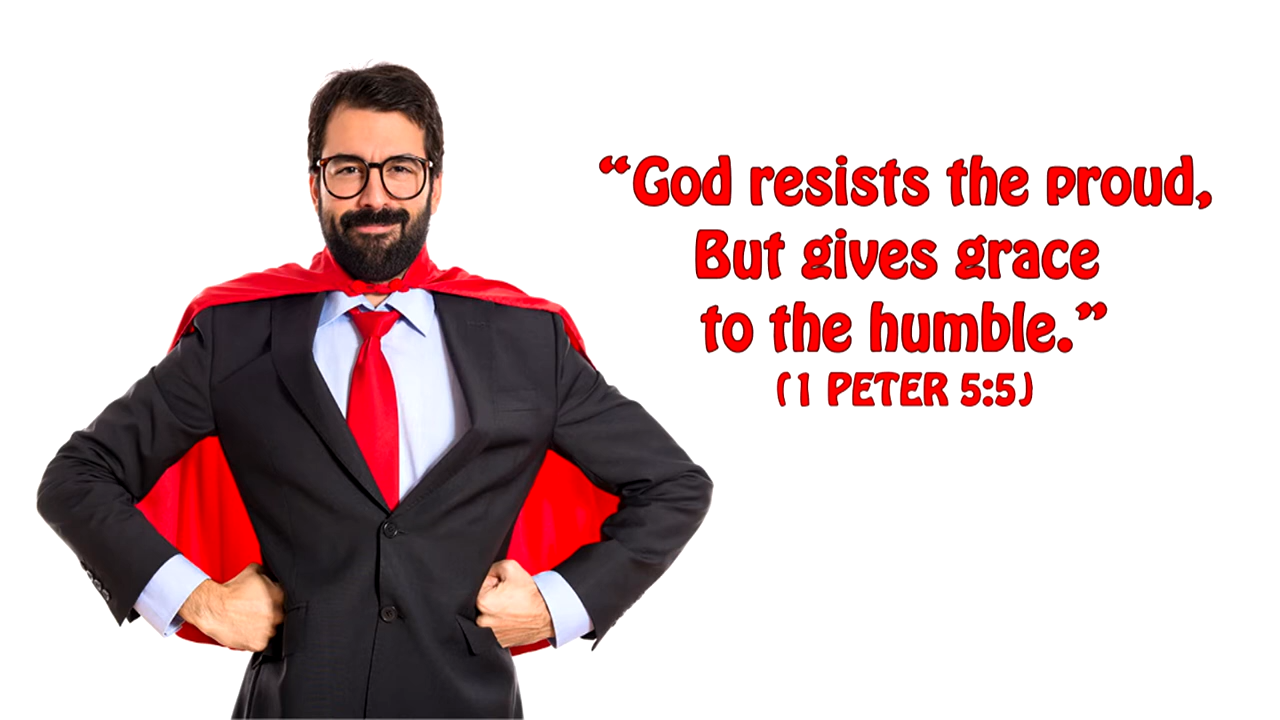 “God resists the proud,
But gives grace
to the humble.”
(1 PETER 5:5)